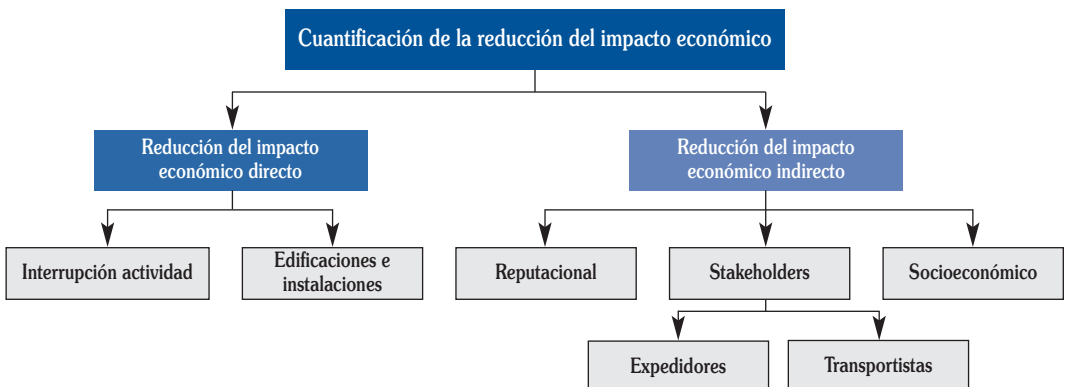 Cuantificación de la reducción del impacto económico
Reducción del impacto
económico directo
Reducción del impacto
económico indirecto
Interrupción actividad
Edificaciones e
instalaciones
Reputacional
Stakeholders
Socioeconómico
Expedidores
Transportistas